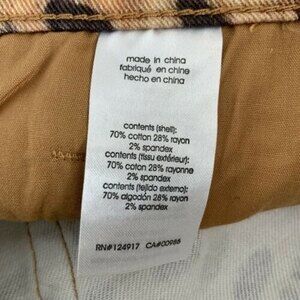 made in china
fabriqué en chine
hecho en china
contents (shell):
70% cotton 28% rayon
2% spandex
contenus (tissu extérieur):
70% coton 28% rayonne
2% spandex
contents (tejido externo):
70% algodón 28% rayon
2% spandex
RN#124917 CA#00986